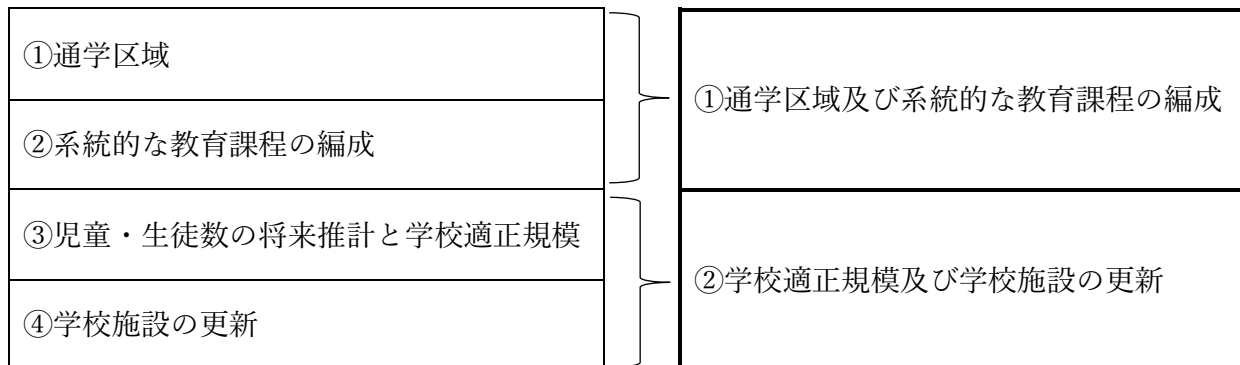 ①通学区域
②系統的な教育課程の編成
③児童・生徒数の将来推計と学校適正規模
④学校施設の更新
①通学区域及び系統的な教育課程の編成
②学校適正規模及び学校施設の更新